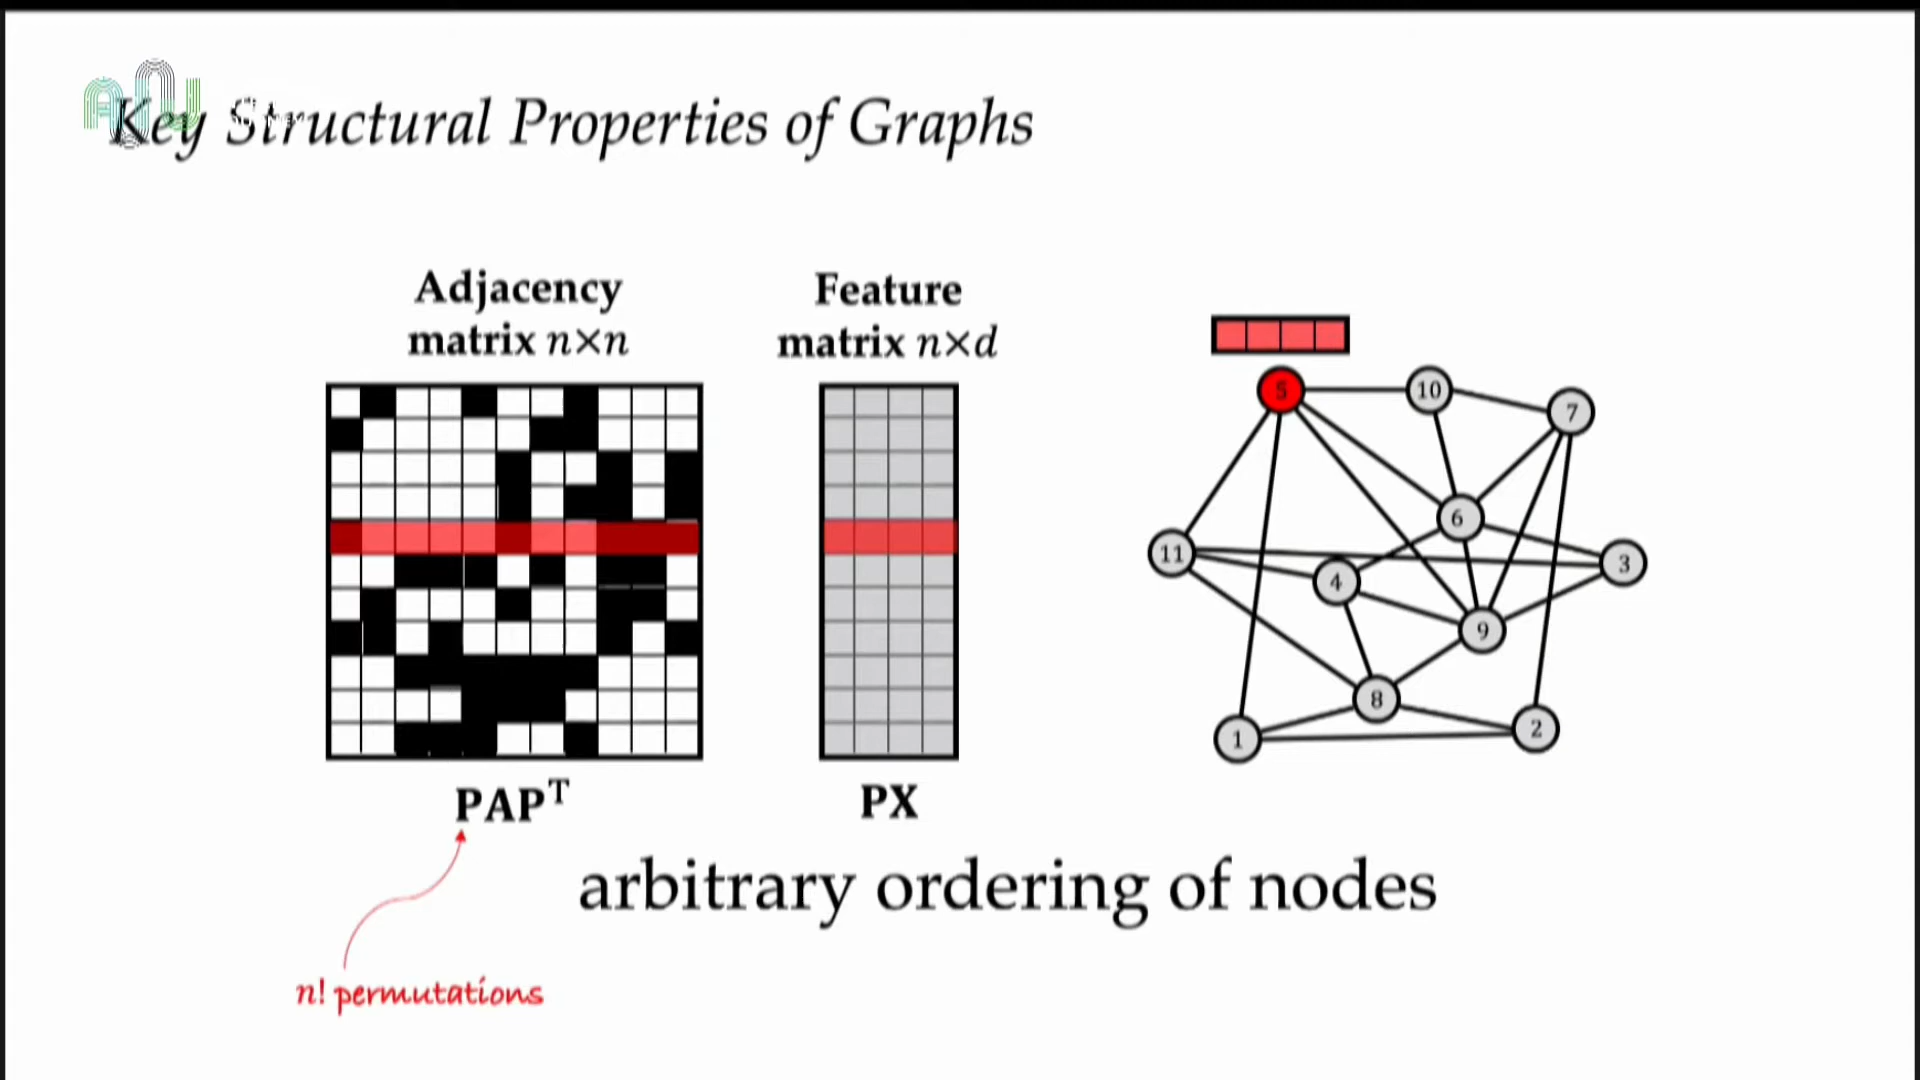 Key Structural Properties of Graphs
Adjacency
matrix n×n
Feature
matrix n×d
5
10
7
6
11
4
3
9
8
1
2
PAPᵀ
PX
arbitrary ordering of nodes
n! permutations